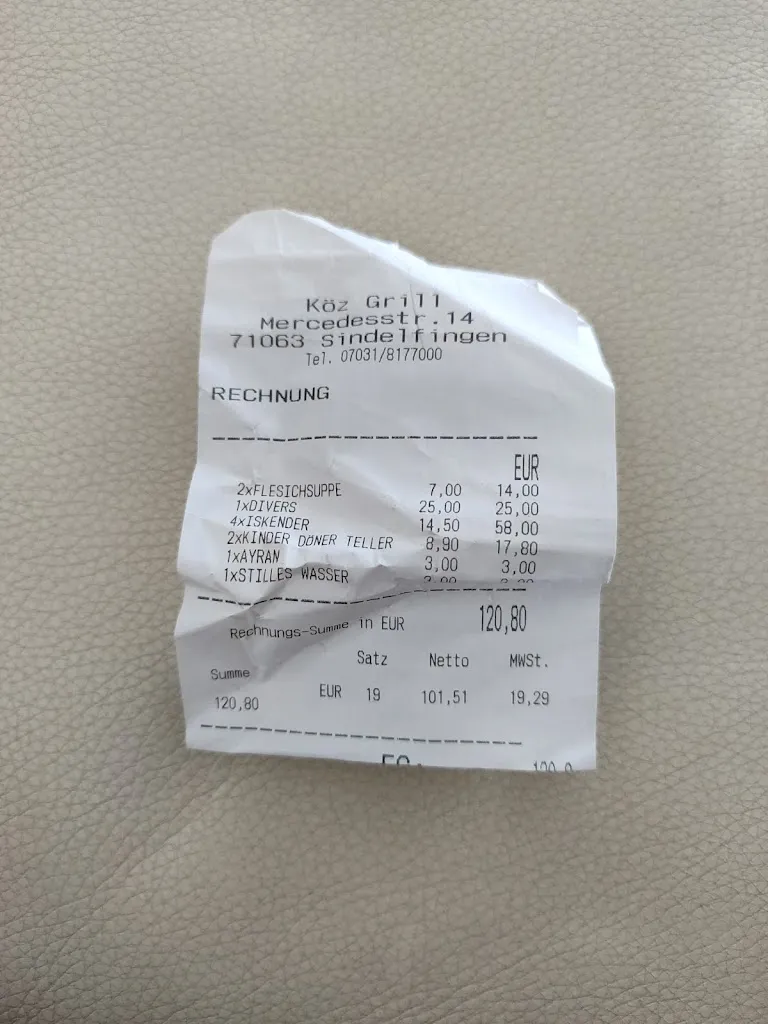 Köz Grill
Mercedesstr.14
71063 Sindelfingen
Tel. 07031/8177000
RECHNUNG
EUR
2xFLESICHSUPPE 7,00 14,00
1xDIVERS 25,00 25,00
4xISKENDER 14,50 58,00
2xKINDER DÖNER TELLER 8,90 17,80
1xAYRAN 3,00 3,00
1xSTILLES WASSER
Rechnungs-Summe in EUR 120,80
Satz Netto MWSt.
Summe
120,80 EUR 19 101,51 19,29